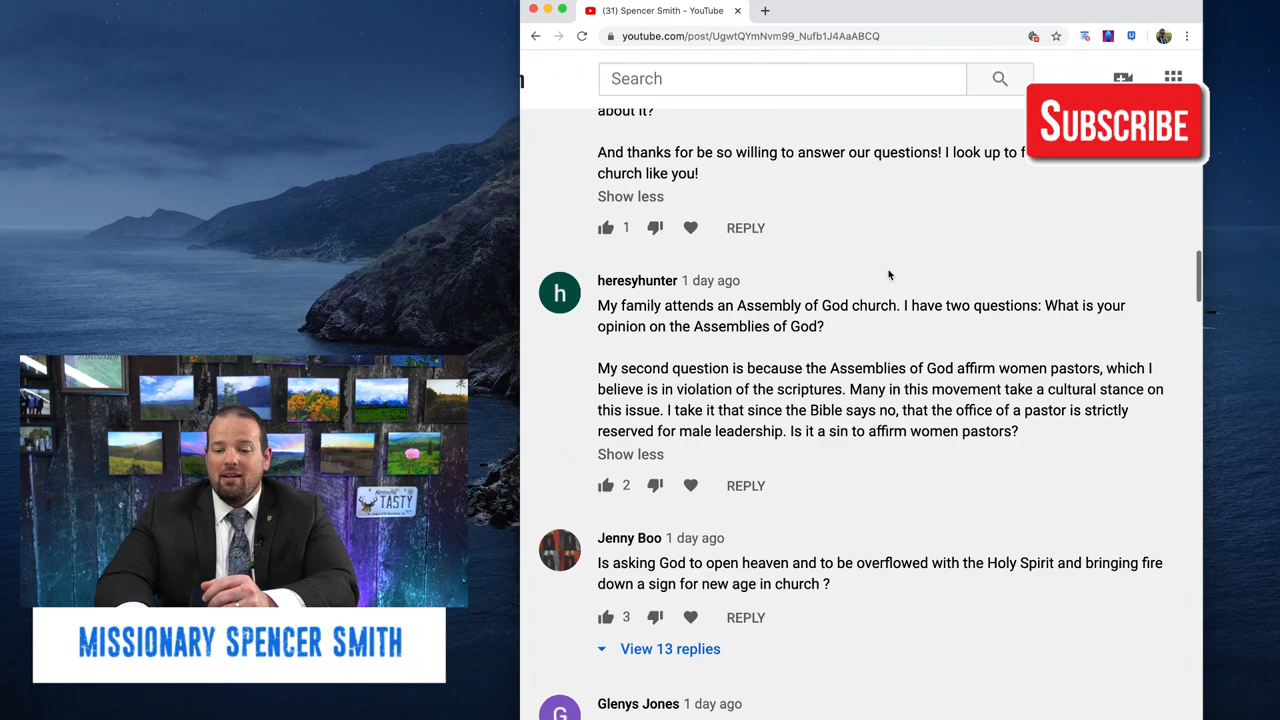 (31) Spencer Smith - YouTube
youtube.com/post/UgwtQYmNvm99_Nufb1J4AaABCQ
Search
SUBSCRIBE
about it?
And thanks for be so willing to answer our questions! I look up to f
church like you!
Show less
1
REPLY
heresyhunter 1 day ago
My family attends an Assembly of God church. I have two questions: What is your
opinion on the Assemblies of God?
My second question is because the Assemblies of God affirm women pastors, which I
believe is in violation of the scriptures. Many in this movement take a cultural stance on
this issue. I take it that since the Bible says no, that the office of a pastor is strictly
reserved for male leadership. Is it a sin to affirm women pastors?
Show less
2
REPLY
h
Jenny Boo 1 day ago
Is asking God to open heaven and to be overflowed with the Holy Spirit and bringing fire
down a sign for new age in church ?
3
REPLY
View 13 replies
Glenys Jones 1 day ago
G
TASTY
MISSIONARY SPENCER SMITH